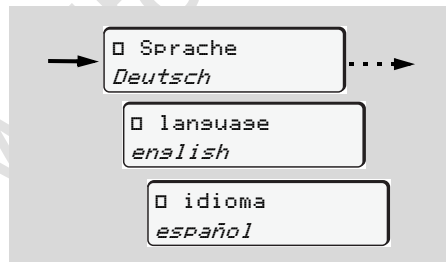 □ Sprache
Deutsch
□ language
english
□ idioma
español